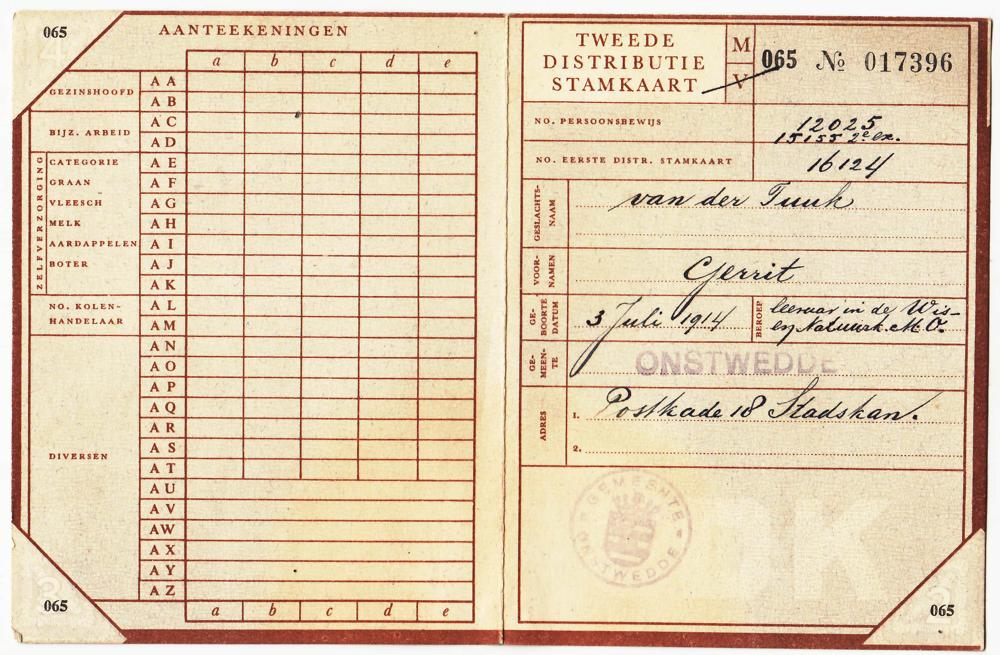 065
AANTEEKENINGEN
a b c d e
GEZINSHOOFD
AA
AB
BIJZ. ARBEID
AC
AD
ZELFVERZORGING
CATEGORIE AE
GRAAN AF
VLEESCH AG
MELK AH
AARDAPPELEN AI
BOTER AJ
AK
NO. KOLEN-
HANDELAAR
AL
AM
DIVERSEN
AN
AO
AP
AQ
AR
AS
AT
AU
AV
AW
AX
AY
AZ
a b c d e
065
TWEEDE
DISTRIBUTIE
STAMKAART
M
V
065 № 017396
NO. PERSOONSBEWIJS
12025
15155 2e ex.
NO. EERSTE DISTR. STAMKAART 16124
GESLACHTS-
NAAM
van der Tuuk
VOOR-
NAMEN
Gerrit
GE-
BOORTE
DATUM
3 Juli 1914
BEROEP
leeraar in de Wis-
en Natuurk. M.O.
GE-
MEEN-
TE
ONSTWEDDE
ADRES
1. Postkade 18 Stadskan.
2.
GEMEENTE
ONSTWEDDE
DK
065